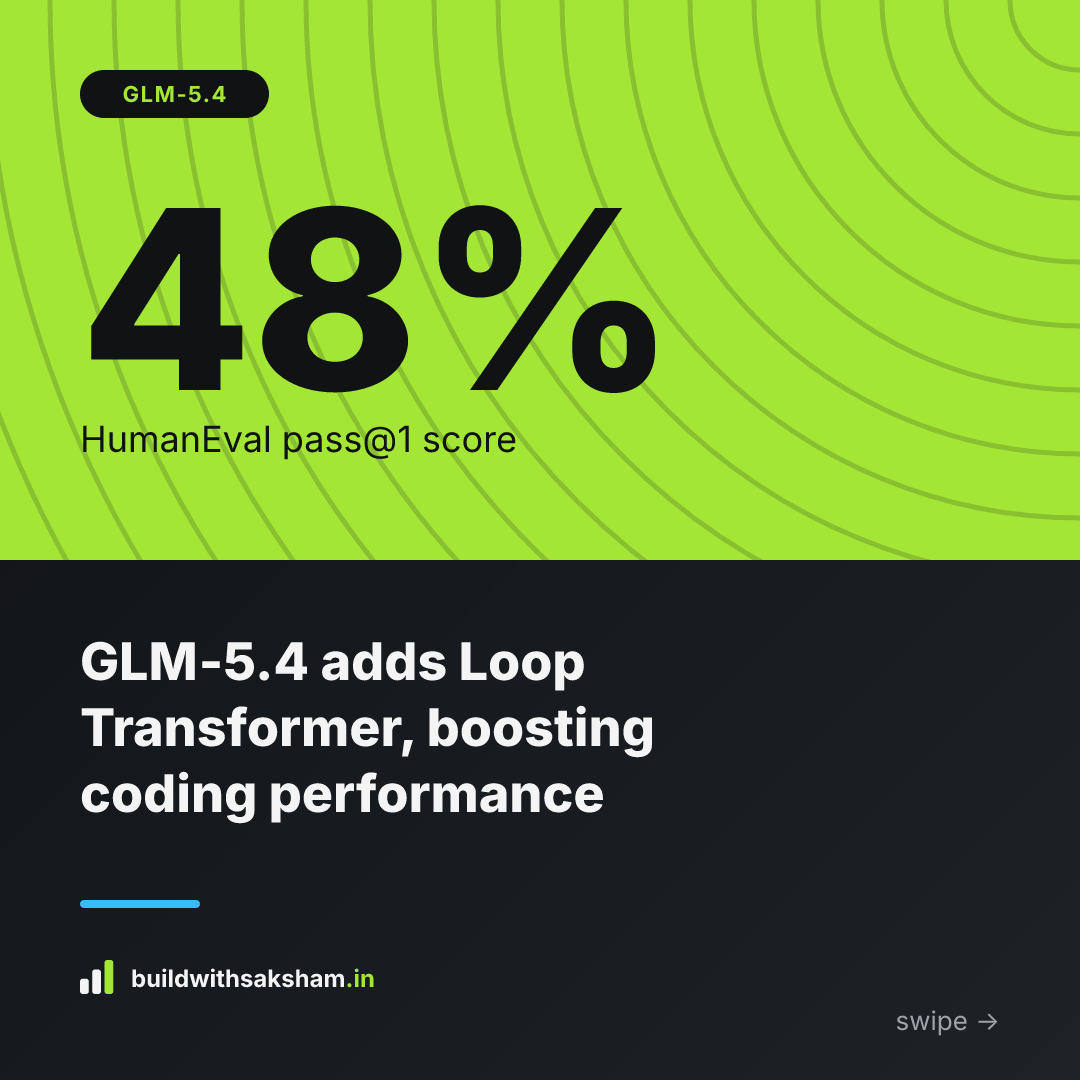 GLM-5.4
48%
HumanEval pass@1 score
GLM-5.4 adds Loop
Transformer, boosting
coding performance
buildwithsaksham.in
swipe →